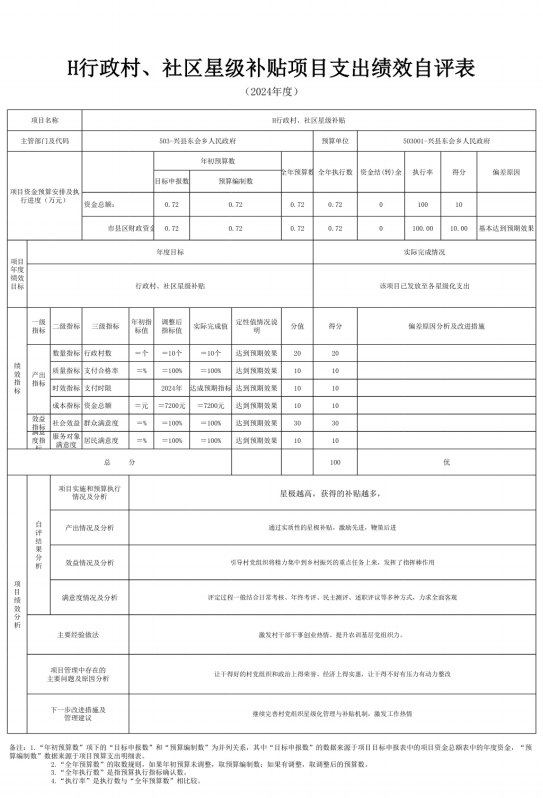 H行政村、社区星级补贴项目支出绩效自评表
（2024年度）
项目名称 H行政村、社区星级补贴
主管部门及代码 503-兴县东会乡人民政府 预算单位 503001-兴县东会乡人民政府
项目资金预算安排及执行进度（万元） 年初预算数 全年预算数 全年执行数 资金结(转)余 执行率 得分 偏差原因
目标申报数 预算编制数
资金总额： 0.72 0.72 0.72 0.72 0 100 10
市县区财政资金 0.72 0.72 0.72 0.72 0 100.00 10.00 基本达到预期效果
项目年度绩效目标 年度目标 实际完成情况
行政村、社区星级补贴 该项目已发放至各星级化支出
绩效指标 一级指标 二级指标 三级指标 年初指标值 调整后指标值 实际完成值 定性值情况说明 分值 得分 偏差原因分析及改进措施
产出指标 数量指标 行政村数 ＝个 ＝10个 ＝10个 达到预期效果 20 20
质量指标 支付合格率 ＝% ＝100% ＝100% 达到预期效果 10 10
时效指标 支付时限 2024年 达成预期指标 达到预期效果 10 10
成本指标 资金总额 ＝元 ＝7200元 ＝7200元 达到预期效果 10 10
效益指标 社会效益 群众满意度 ＝% ＝100% ＝100% 达到预期效果 30 30
满意度指标 服务对象满意度 居民满意度 ＝% ＝100% ＝100% 达到预期效果 10 10
总 分 100 优
项目绩效分析 自评结果分析 项目实施和预算执行情况及分析 星极越高，获得的补贴越多，
产出情况及分析 通过实质性的星根补贴，激励先进，鞭策后进
效益情况及分析 引导村党组织将精力集中到乡村振兴的重点任务上来，发挥了指挥棒作用
满意度情况及分析 评定过程一般结合日常考核、年终考评、民主测评、述职评议等多种方式，力求全面客观
主要经验做法 激发村干部干事创业热情、提升农训基层党组织力。
项目管理中存在的主要问题及原因分析 让干得好的村党组织和政治上得荣誉、经济上得实惠，让干得不好有压力有动力整改
下一步改进措施及管理建议 继续完善村党组织星级化管理与补贴机制，激发工作热情
备注：1.“年初预算数”项下的“目标申报数”和“预算编制数”为并列关系，其中“目标申报数”的数据来源于项目目标申报表中的项目资金总额表中的年度资金，“预
算编制数”数据来源于项目预算支出明细表。
2.“全年预算数”的取数规则，如果年初预算未调整，取预算编制数；如果有调整，取调整后的预算数。
3.“全年执行数”是指预算执行指标确认数。
4.“执行率”是执行数与“全年预算数”相比较。